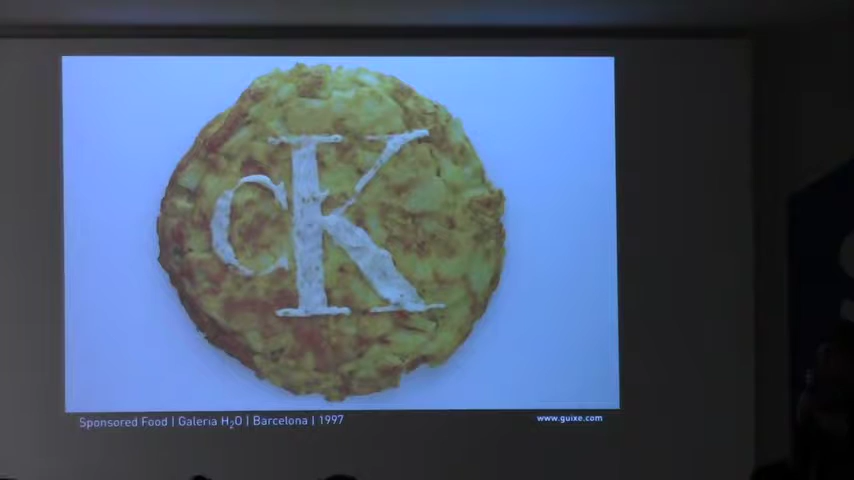 cK
Sponsored Food | Galeria H₂O | Barcelona | 1997
www.guixe.com